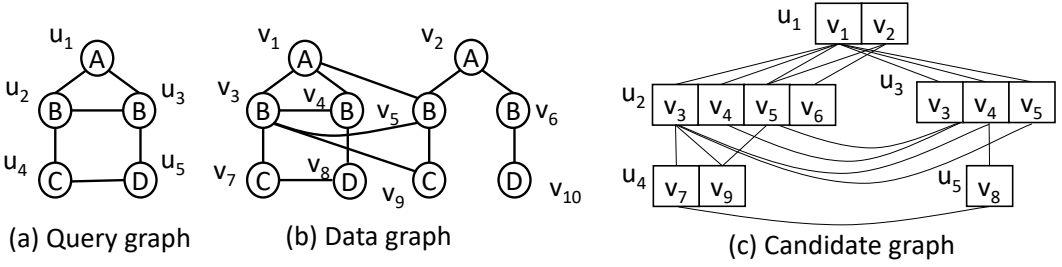 u1
A
u2
B
B
u3
u4
C
D
u5
(a) Query graph
v1
A
v2
A
v3
B
v4
B
v5
B
B
v6
v7
C
v8
D
v9
C
D
v10
(b) Data graph
u1
v1 v2
u2
v3 v4 v5 v6
u3
v3 v4 v5
u4
v7 v9
u5
v8
(c) Candidate graph